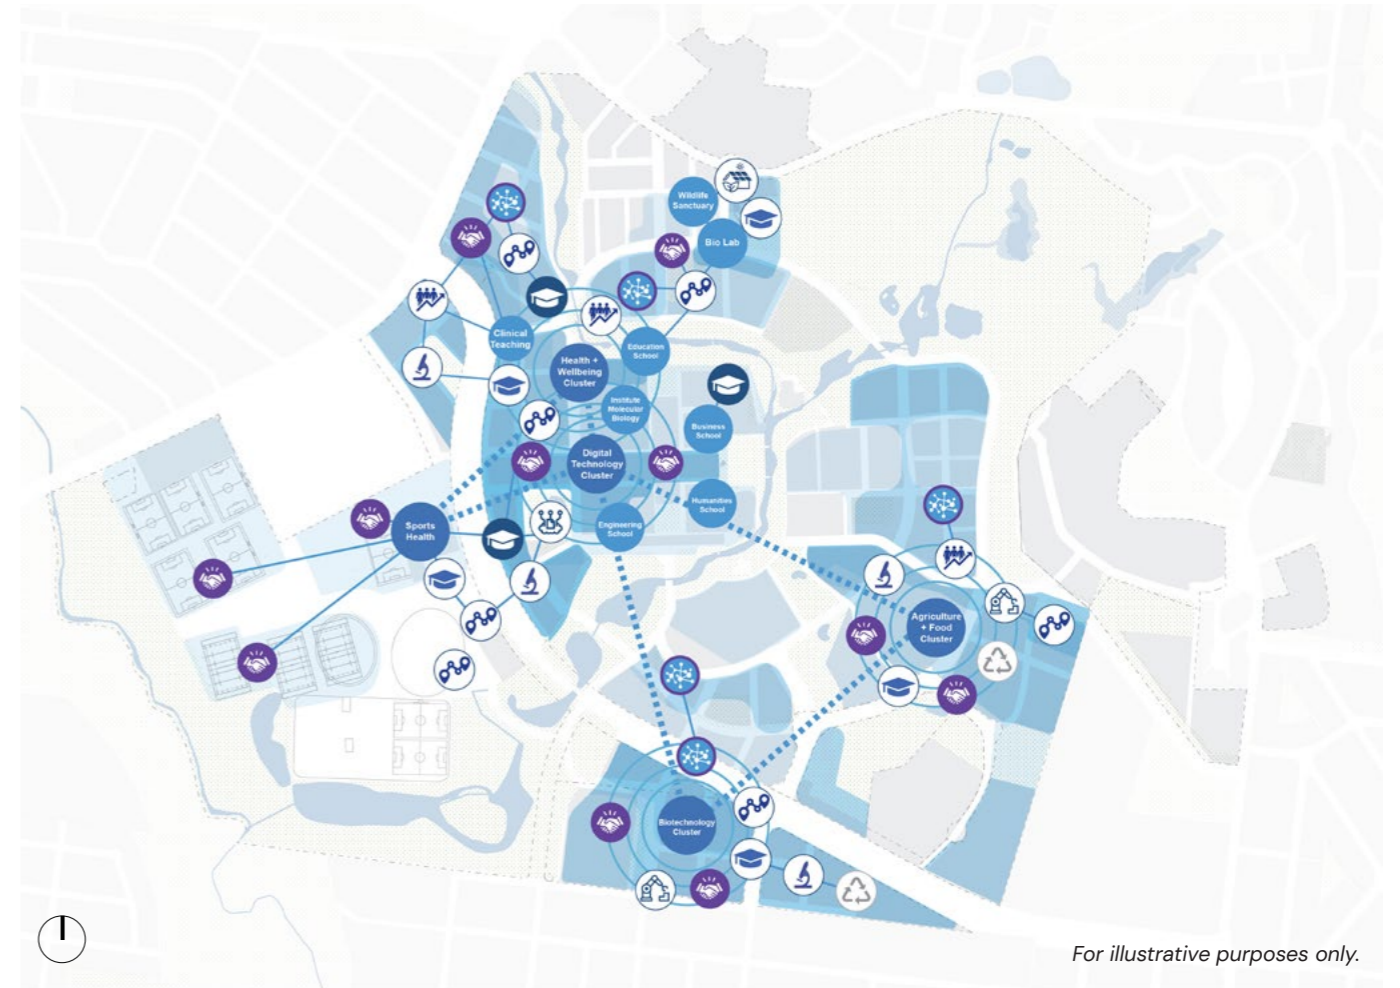 Wildlife
Sanctuary
Bio Lab
Clinical
Teaching
Education
School
Health +
Wellbeing
Cluster
Institute
Molecular
Biology
Business
School
Digital
Technology
Cluster
Humanities
School
Sports
Health
Engineering
School
Agriculture
+ Food
Cluster
Biotechnology
Cluster
For illustrative purposes only.